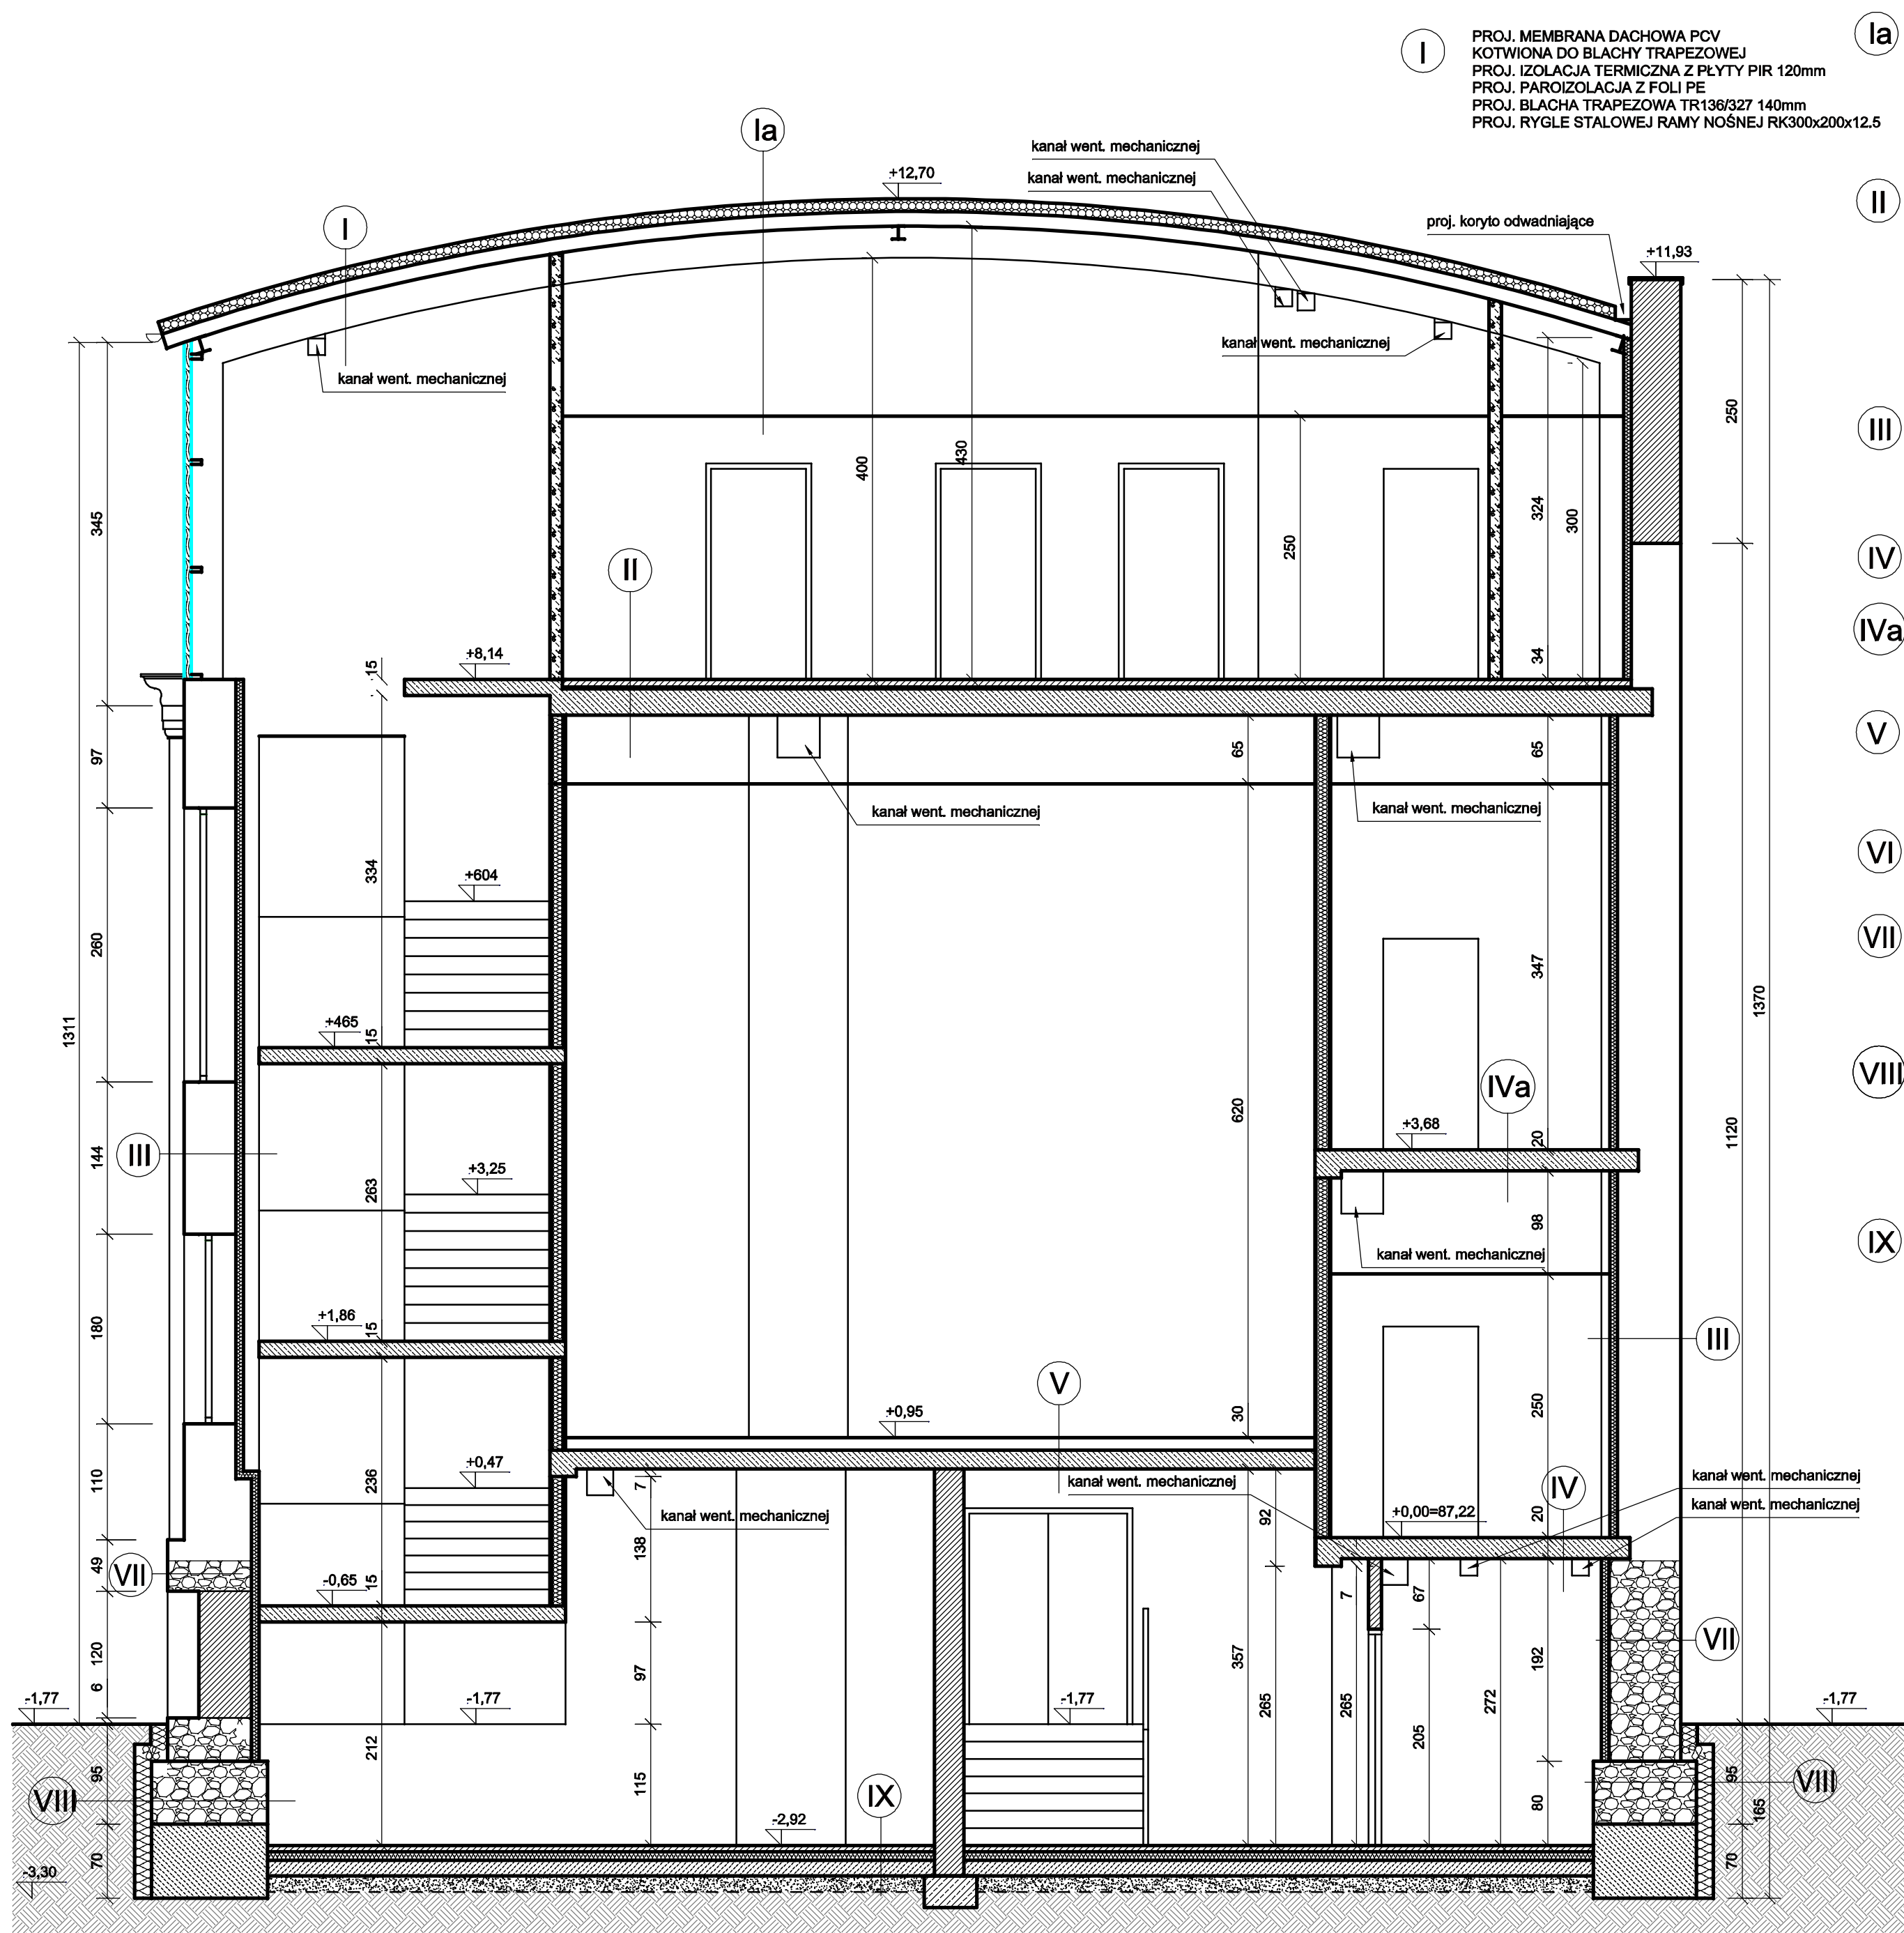 I
PROJ. MEMBRANA DACHOWA PCV
KOTWIONA DO BLACHY TRAPEZOWEJ
PROJ. IZOLACJA TERMICZNA Z PŁYTY PIR 120mm
PROJ. PAROIZOLACJA Z FOLI PE
PROJ. BLACHA TRAPEZOWA TR136/327 140mm
PROJ. RYGLE STALOWEJ RAMY NOŚNEJ RK300x200x12.5
Ia
Ia
kanał went. mechanicznej
kanał went. mechanicznej
+12,70
II
I
proj. koryto odwadniające
+11,93
kanał went. mechanicznej
kanał went. mechanicznej
250
III
345
400
430
324
300
250
II
IV
IVa
15
+8,14
34
97
65
65
V
kanał went. mechanicznej
kanał went. mechanicznej
334
+604
VI
260
347
VII
1311
+465
15
1370
VIII
IVa
620
+3,68
20
1120
144
III
263
+3,25
98
kanał went. mechanicznej
IX
180
+1,86
15
III
V
+0,95
30
250
110
236
+0,47
7
kanał went. mechanicznej
IV
kanał went. mechanicznej
kanał went. mechanicznej
kanał went. mechanicznej
92
+0,00=87,22
20
138
49
VII
-0,65
15
7
67
120
6
97
357
265
265
205
272
192
VII
-1,77
-1,77
-1,77
-1,77
212
115
95
VIII
IX
80
95
165
VIII
-2,92
70
-3,30
70